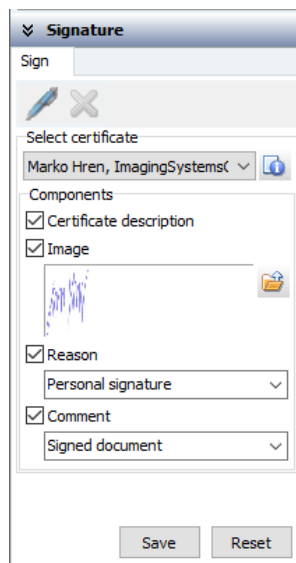 Signature
Sign
Select certificate
Marko Hren, ImagingSystems
Components
Certificate description
Image
Reason
Personal signature
Comment
Signed document
Save
Reset